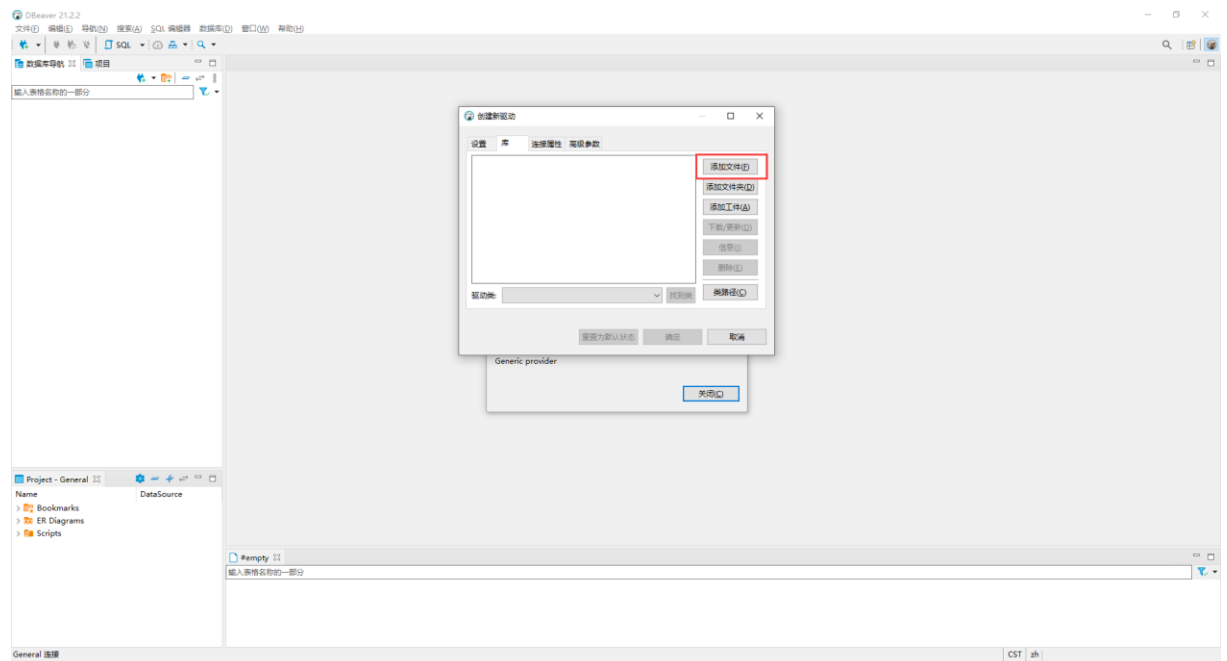 DBeaver 21.2.2
文件(F) 编辑(E) 导航(N) 搜索(A) SQL 编辑器 数据库(D) 窗口(W) 帮助(H)
SQL
数据库导航 项目
输入表格名称的一部分
创建新驱动
设置 库 连接属性 高级参数
添加文件(F)
添加文件夹(D)
添加工件(A)
下载/更新(D)
信息(I)
删除(E)
驱动类: 找到类 类路径(C)
重置为默认状态 确定 取消
Generic provider
关闭(C)
Project - General
Name DataSource
Bookmarks
ER Diagrams
Scripts
#empty
输入表格名称的一部分
General 连接 CST zh